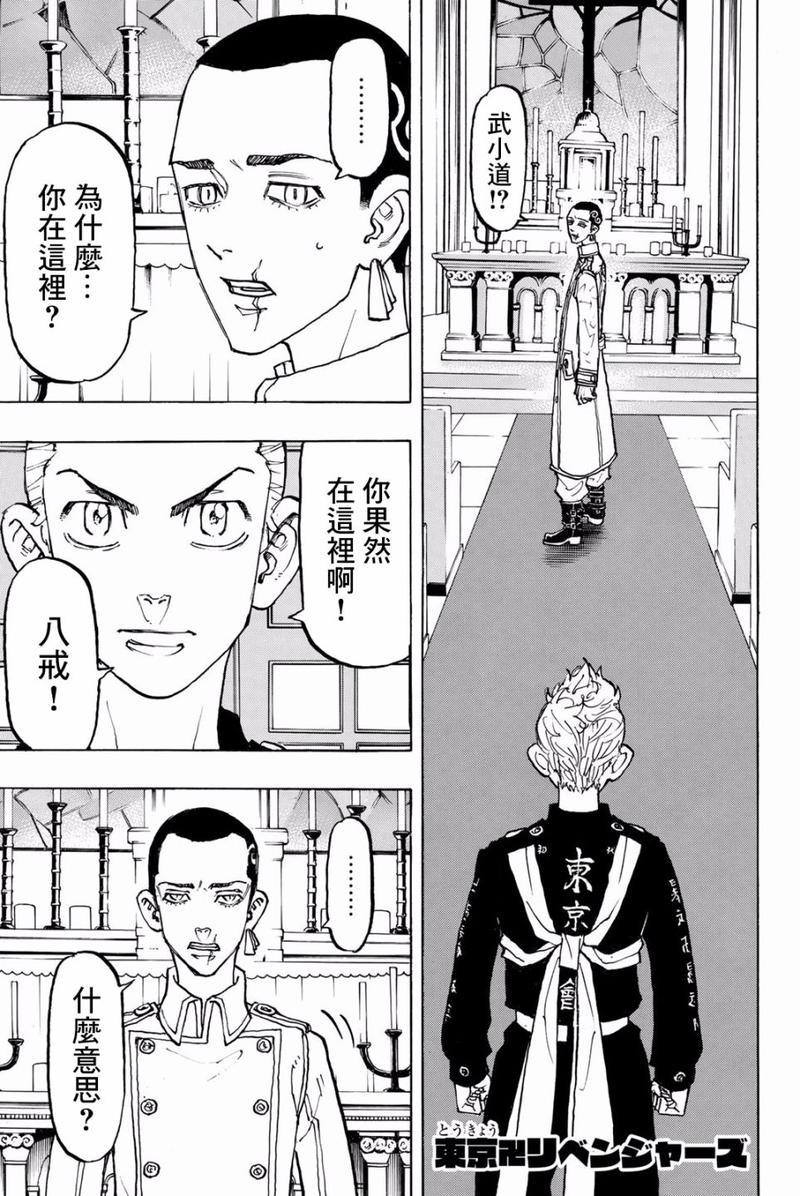 武小道!?
………
為什麼…
你在這裡?
你果然
在這裡啊!
八戒!
………
什麼意思?
東京
會
とうきょう
東京卍リベンジャーズ